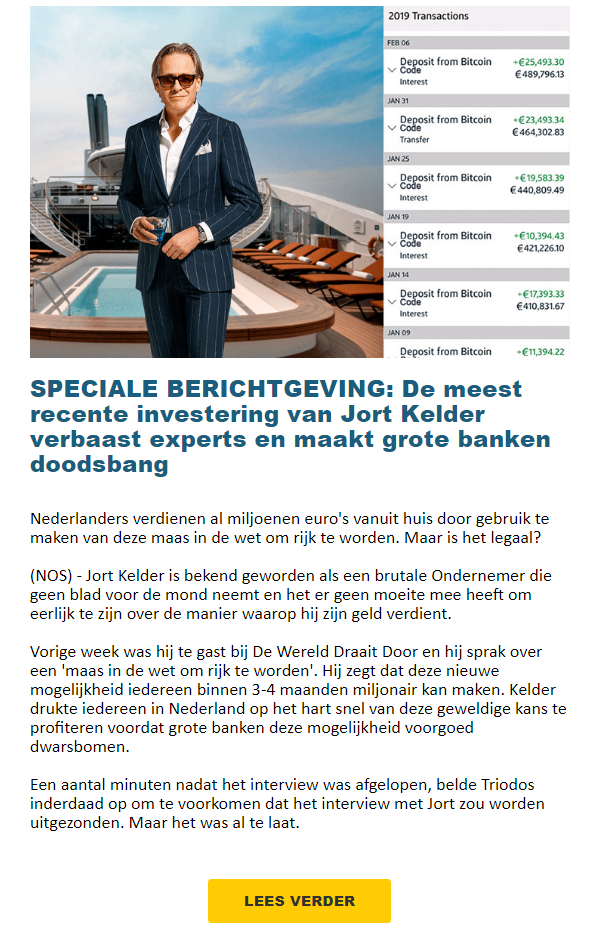 2019 Transactions
FEB 06
Deposit from Bitcoin +€25,493.30
Code €489,796.13
Interest
JAN 31
Deposit from Bitcoin +€23,493.34
Code €464,302.83
Transfer
JAN 25
Deposit from Bitcoin +€19,583.39
Code €440,809.49
Interest
JAN 19
Deposit from Bitcoin +€10,394.43
Code €421,226.10
Interest
JAN 14
Deposit from Bitcoin +€17,393.33
Code €410,831.67
Interest
JAN 09
Deposit from Bitcoin +€11,394.22
SPECIALE BERICHTGEVING: De meest
recente investering van Jort Kelder
verbaast experts en maakt grote banken
doodsbang
Nederlanders verdienen al miljoenen euro's vanuit huis door gebruik te
maken van deze maas in de wet om rijk te worden. Maar is het legaal?
(NOS) - Jort Kelder is bekend geworden als een brutale Ondernemer die
geen blad voor de mond neemt en het er geen moeite mee heeft om
eerlijk te zijn over de manier waarop hij zijn geld verdient.
Vorige week was hij te gast bij De Wereld Draait Door en hij sprak over
een 'maas in de wet om rijk te worden'. Hij zegt dat deze nieuwe
mogelijkheid iedereen binnen 3-4 maanden miljonair kan maken. Kelder
drukte iedereen in Nederland op het hart snel van deze geweldige kans te
profiteren voordat grote banken deze mogelijkheid voorgoed
dwarsbomen.
Een aantal minuten nadat het interview was afgelopen, belde Triodos
inderdaad op om te voorkomen dat het interview met Jort zou worden
uitgezonden. Maar het was al te laat.
LEES VERDER